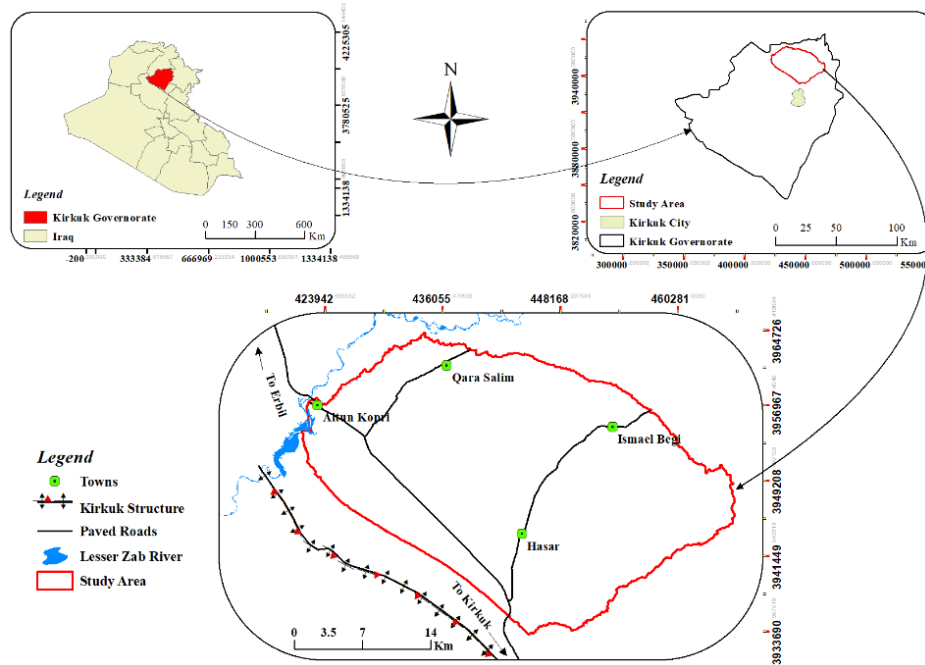 Legend
Kirkuk Governorate
Iraq
0 150 300 600
Km
4225305
3780525
1334138
-200 333384 666969 1000553 1334138
N
Legend
Study Area
Kirkuk City
Kirkuk Governorate
0 25 50 100
Km
3940000
3880000
3820000
300000 350000 400000 450000 500000 55000
423942 436055 448168 460281
3964726
3956967
3949208
3941449
3933690
To Erbil
Qara Salim
Altun Kopri
Ismael Begi
Hasar
To Kirkuk
0 3.5 7 14
Km
Legend
Towns
Kirkuk Structure
Paved Roads
Lesser Zab River
Study Area